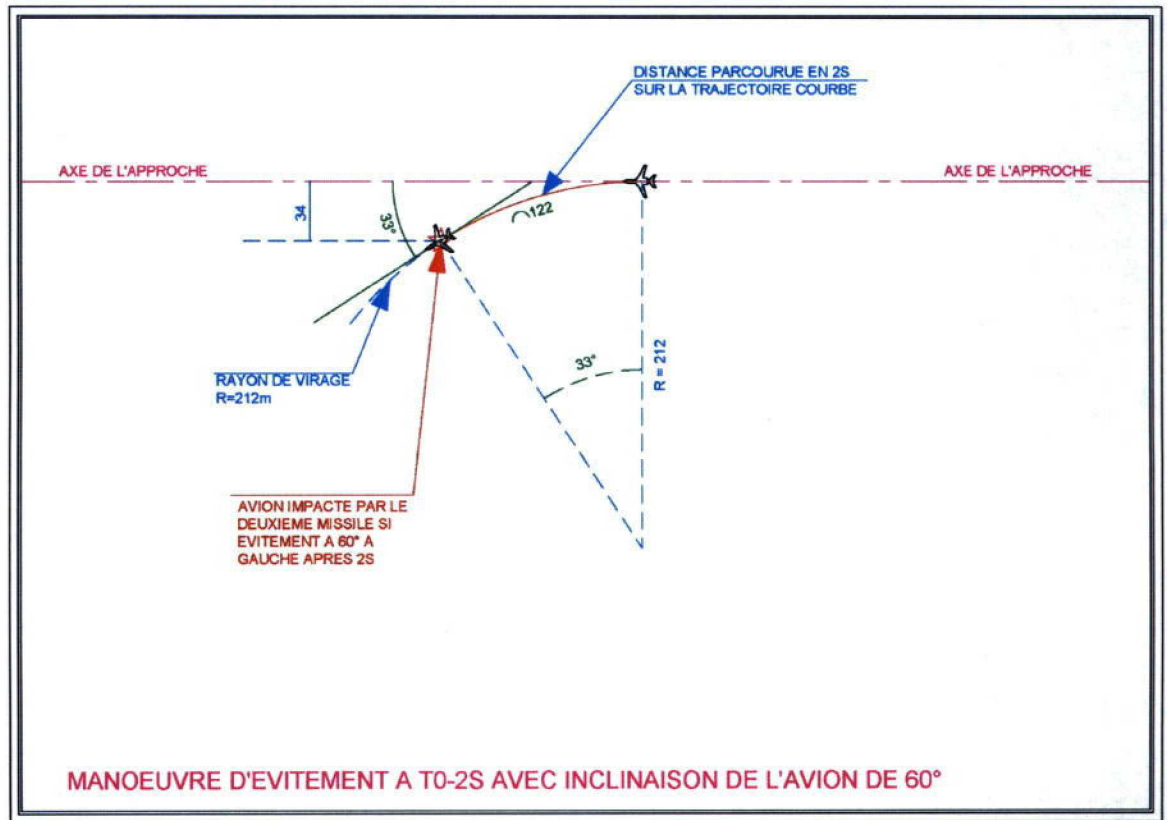 DISTANCE PARCOURUE EN 2S
SUR LA TRAJECTOIRE COURBE
AXE DE L'APPROCHE
AXE DE L'APPROCHE
34
33°
122
33°
R = 212
RAYON DE VIRAGE
R=212m
AVION IMPACTE PAR LE
DEUXIEME MISSILE SI
EVITEMENT A 60° A
GAUCHE APRES 2S
MANOEUVRE D'EVITEMENT A T0-2S AVEC INCLINAISON DE L'AVION DE 60°